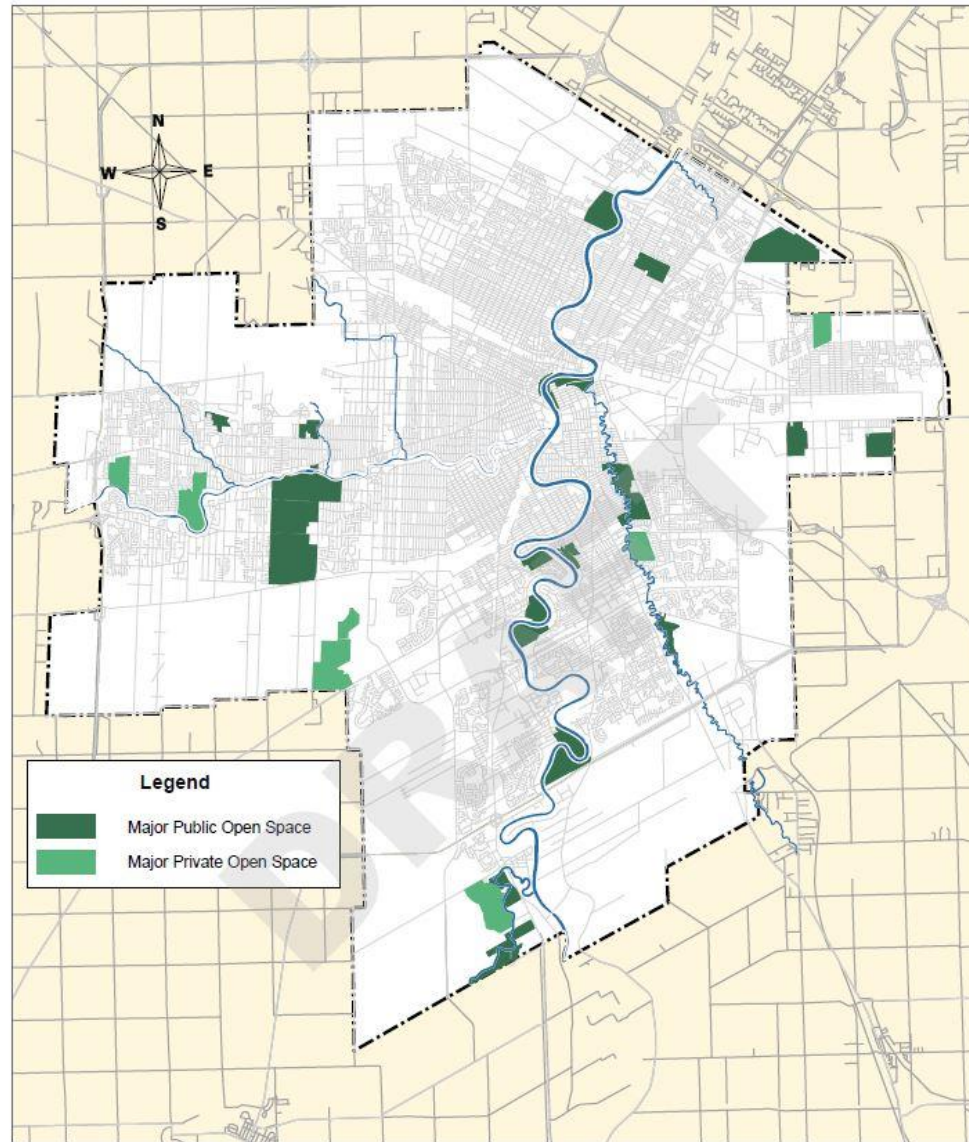 N
W E
S
DRAFT
Legend
Major Public Open Space
Major Private Open Space